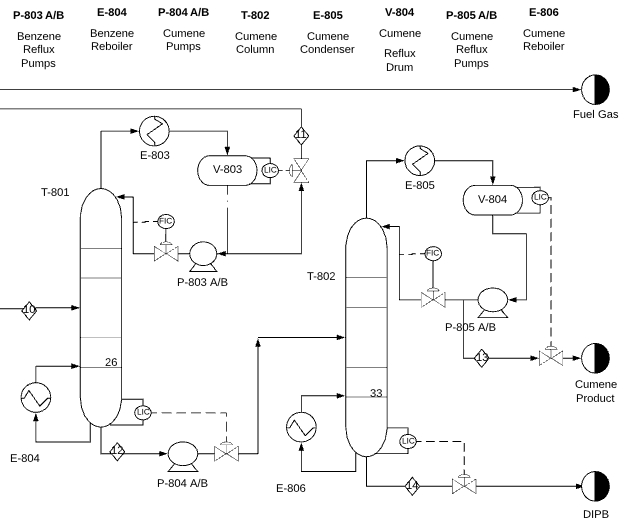 P-803 A/B
Benzene
Reflux
Pumps
E-804
Benzene
Reboiler
P-804 A/B
Cumene
Pumps
T-802
Cumene
Column
E-805
Cumene
Condenser
V-804
Cumene
Reflux
Drum
P-805 A/B
Cumene
Reflux
Pumps
E-806
Cumene
Reboiler
Fuel Gas
11
E-803
V-803
LIC
E-805
T-801
V-804
LIC
FIC
FIC
T-802
P-803 A/B
10
P-805 A/B
13
26
Cumene
Product
33
LIC
LIC
12
E-804
P-804 A/B
E-806
14
DIPB